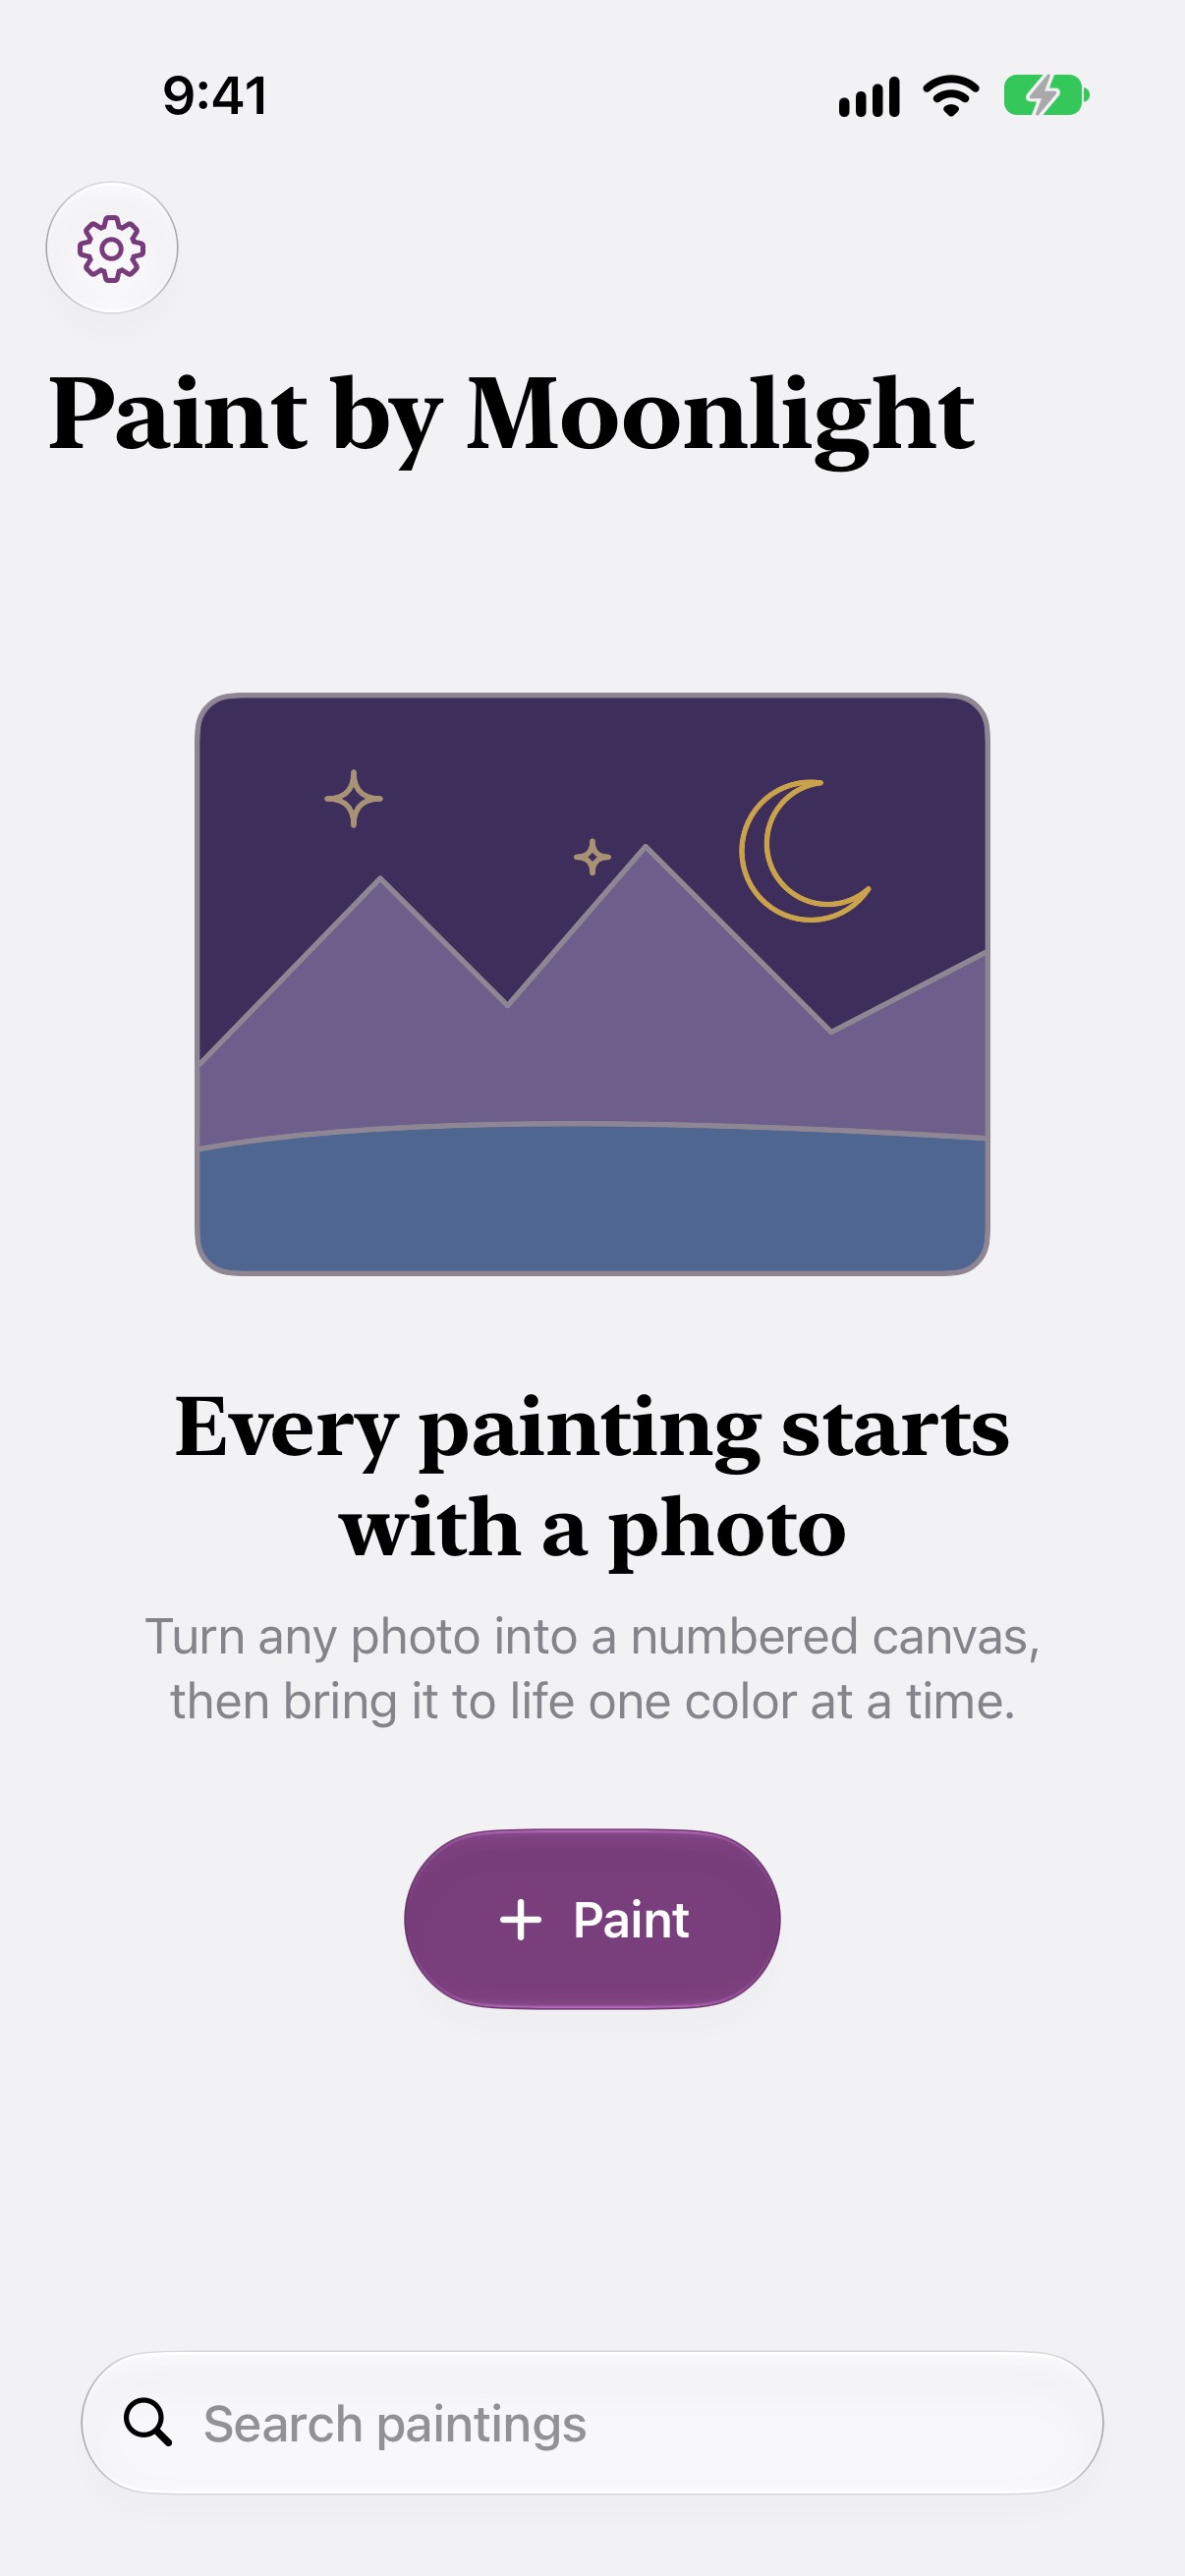 9:41
Paint by Moonlight
Every painting starts
with a photo
Turn any photo into a numbered canvas,
then bring it to life one color at a time.
+ Paint
Search paintings